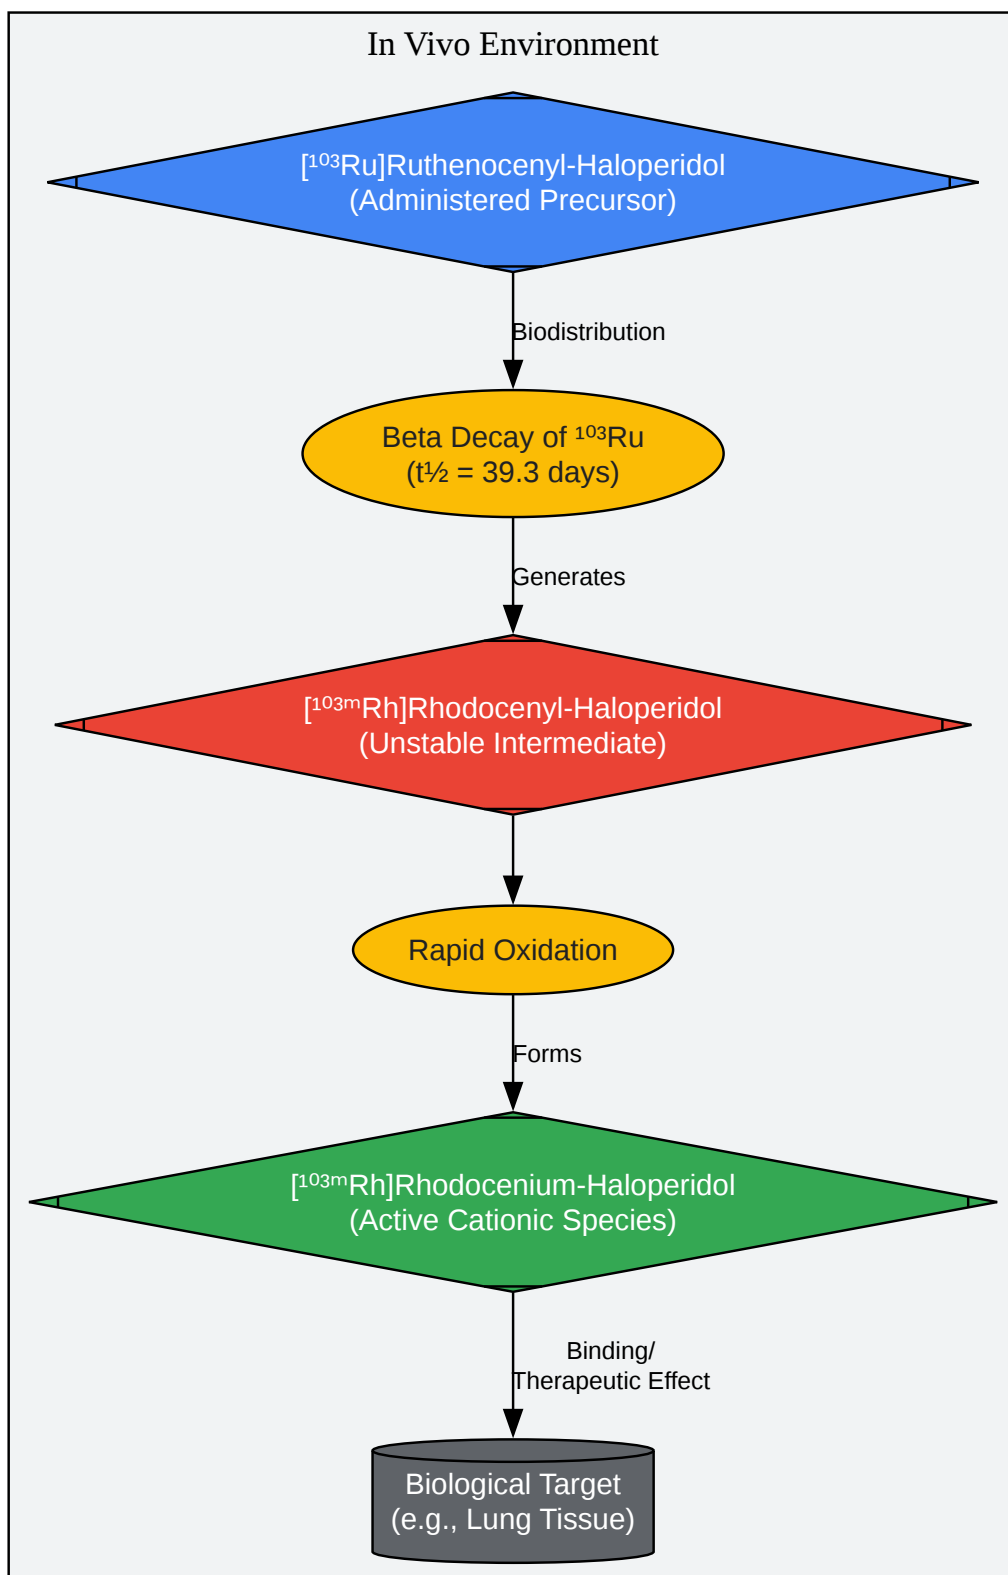 In Vivo Environment
[¹⁰³Ru]Ruthenocenyl-Haloperidol
(Administered Precursor)
Biodistribution
Beta Decay of ¹⁰³Ru
(t½ = 39.3 days)
Generates
[¹⁰³ᵐRh]Rhodocenyl-Haloperidol
(Unstable Intermediate)
Rapid Oxidation
Forms
[¹⁰³ᵐRh]Rhodocenium-Haloperidol
(Active Cationic Species)
Binding/
Therapeutic Effect
Biological Target
(e.g., Lung Tissue)